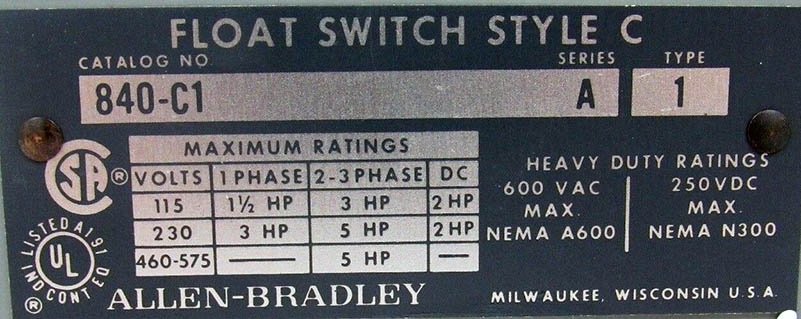 FLOAT SWITCH STYLE C
CATALOG NO. SERIES TYPE
840-C1 A 1
MAXIMUM RATINGS
VOLTS 1 PHASE 2-3 PHASE DC
115 1½ HP 3 HP 2 HP
230 3 HP 5 HP 2 HP
460-575 — 5 HP —
HEAVY DUTY RATINGS
600 VAC 250VDC
MAX. MAX.
NEMA A600 NEMA N300
SA ®
LISTED A191
UL
IND CONT EQ
®
ALLEN-BRADLEY
MILWAUKEE, WISCONSIN U.S.A.